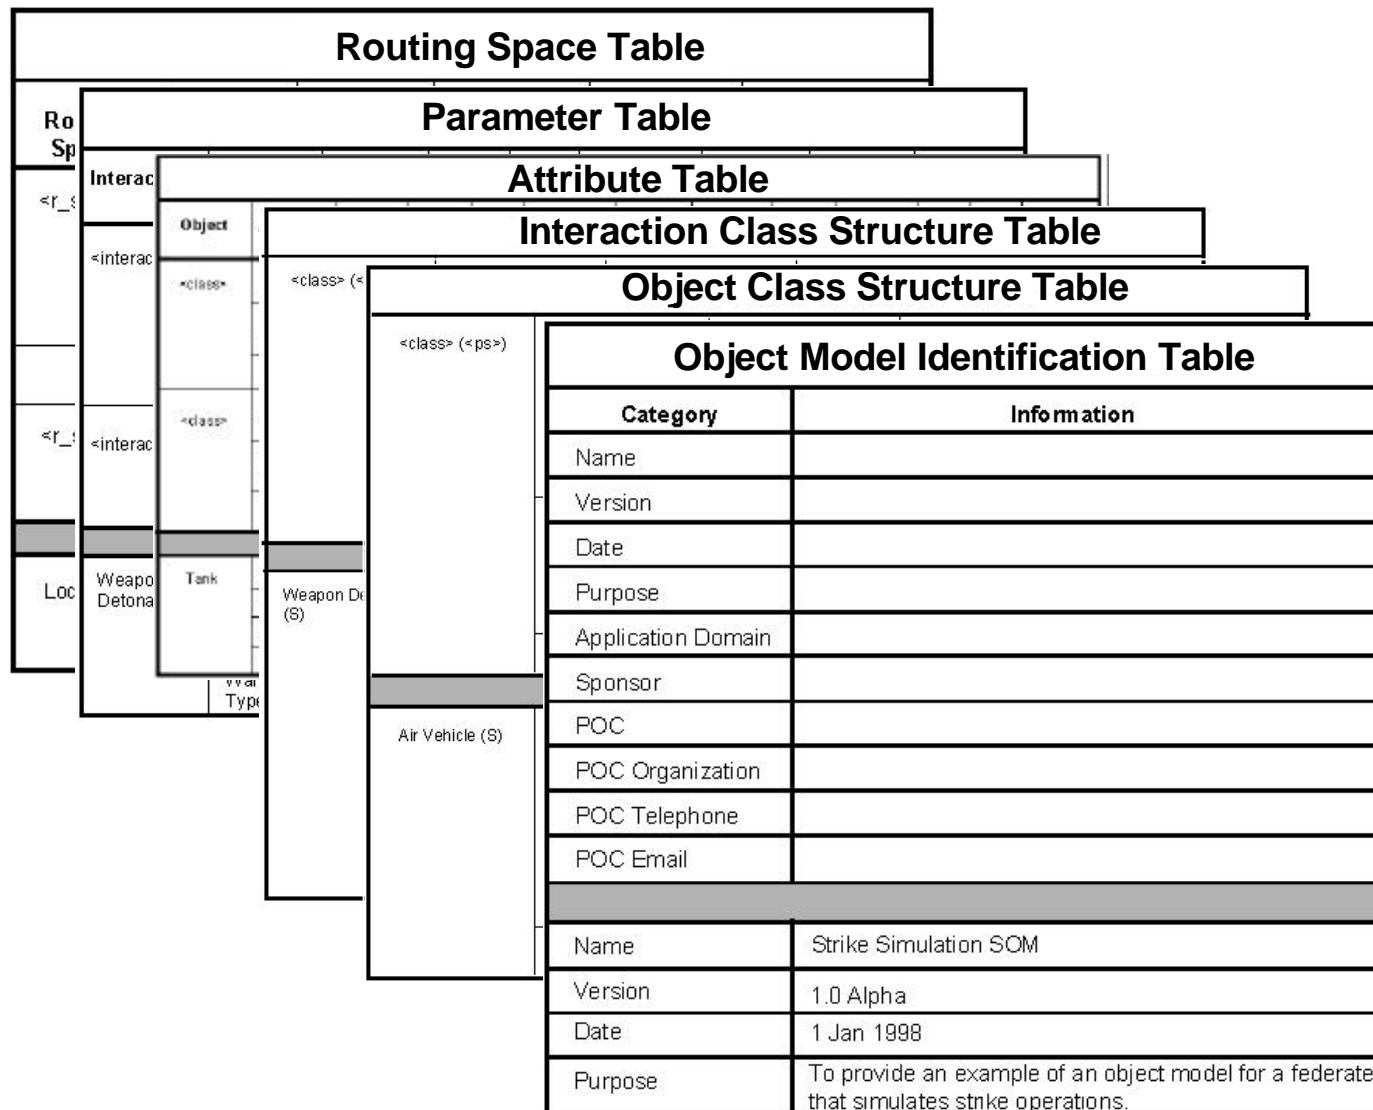 Routing Space Table
Parameter Table
Attribute Table
Interaction Class Structure Table
Object Class Structure Table
Object Model Identification Table
Ro
Sp
<r_s
<r_s
Loc
Interac
<interac
<interac
Weapo
Detona
Type
Object
<class>
<class>
Tank
<class> (<
Weapon De
(S)
<class> (<ps>)
Air Vehicle (S)
Category Information
Name
Version
Date
Purpose
Application Domain
Sponsor
POC
POC Organization
POC Telephone
POC Email
Name Strike Simulation SOM
Version 1.0 Alpha
Date 1 Jan 1998
Purpose To provide an example of an object model for a federate
that simulates strike operations.